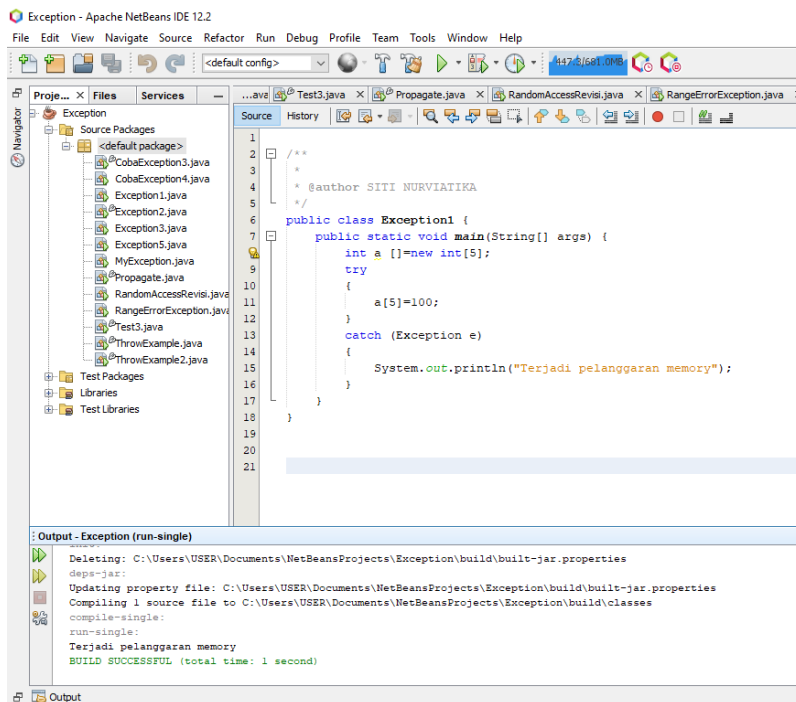 Exception - Apache NetBeans IDE 12.2
File Edit View Navigate Source Refactor Run Debug Profile Team Tools Window Help
<default config> 447.3/681.0MB
Navigator
Proje... × Files Services
...ava Test3.java × Propagate.java × RandomAccessRevisi.java × RangeErrorException.java
Source History
Exception
Source Packages
<default package>
CobaException3.java
CobaException4.java
Exception1.java
Exception2.java
Exception3.java
Exception5.java
MyException.java
Propagate.java
RandomAccessRevisi.java
RangeErrorException.java
Test3.java
ThrowExample.java
ThrowExample2.java
Test Packages
Libraries
Test Libraries
1
2 /**
3 *
4 * @author SITI NURVIATIKA
5 */
6 public class Exception1 {
7 public static void main(String[] args) {
int a []=new int[5];
9 try
10 {
11 a[5]=100;
12 }
13 catch (Exception e)
14 {
15 System.out.println("Terjadi pelanggaran memory");
16 }
17 }
18 }
19
20
21
Output - Exception (run-single)
Deleting: C:\Users\USER\Documents\NetBeansProjects\Exception\build\built-jar.properties
deps-jar:
Updating property file: C:\Users\USER\Documents\NetBeansProjects\Exception\build\built-jar.properties
Compiling 1 source file to C:\Users\USER\Documents\NetBeansProjects\Exception\build\classes
compile-single:
run-single:
Terjadi pelanggaran memory
BUILD SUCCESSFUL (total time: 1 second)
Output